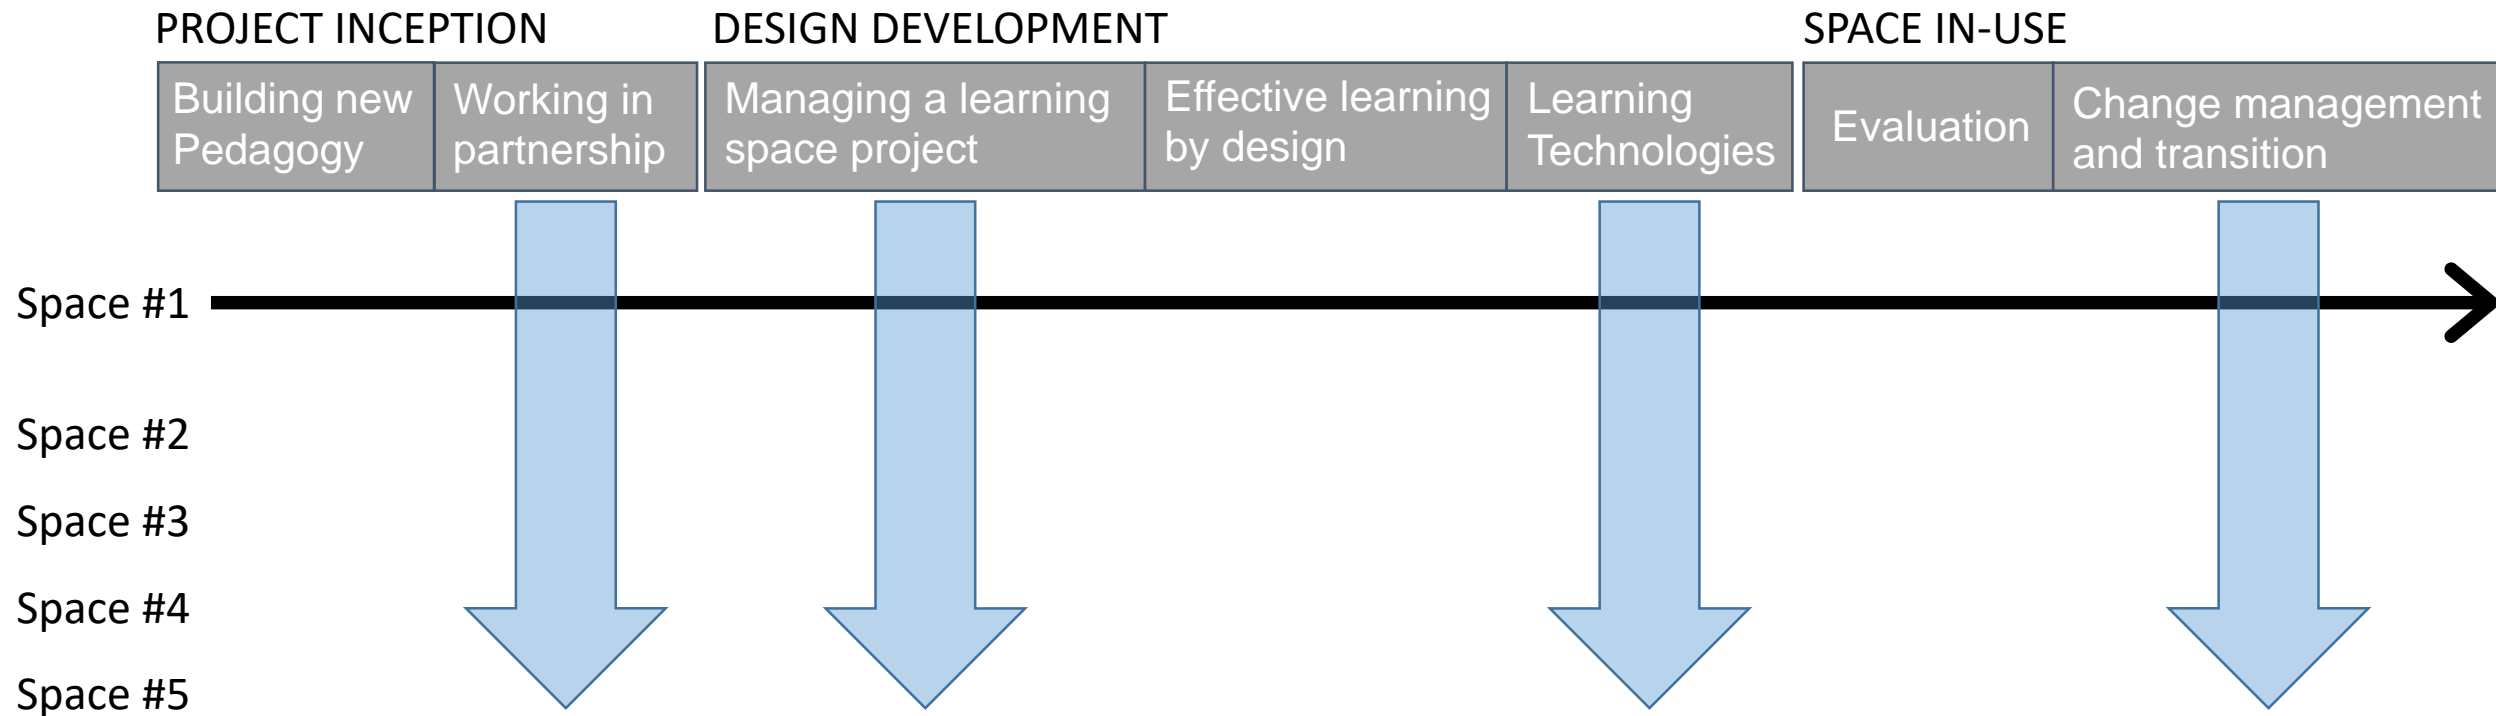 PROJECT INCEPTION
DESIGN DEVELOPMENT
SPACE IN-USE
Building new
Pedagogy
Working in
partnership
Managing a learning
space project
Effective learning
by design
Learning
Technologies
Evaluation
Change management
and transition
Space #1
Space #2
Space #3
Space #4
Space #5